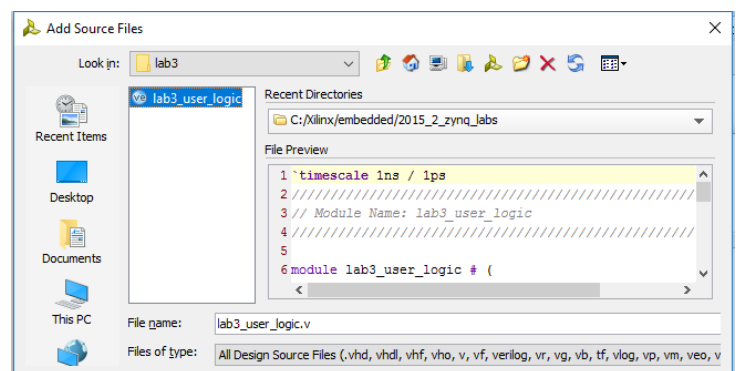 Add Source Files
Look in: lab3
lab3_user_logic
Recent Directories
C:/Xilinx/embedded/2015_2_zynq_labs
File Preview
1 `timescale 1ns / 1ps
2 ////////////////////////////////////////////////////
3 // Module Name: lab3_user_logic
4 ////////////////////////////////////////////////////
5
6 module lab3_user_logic # (
Recent Items
Desktop
Documents
This PC
File name: lab3_user_logic.v
Files of type: All Design Source Files (.vhd, vhdl, vhf, vho, v, vf, verilog, vr, vg, vb, tf, vlog, vp, vm, veo, v